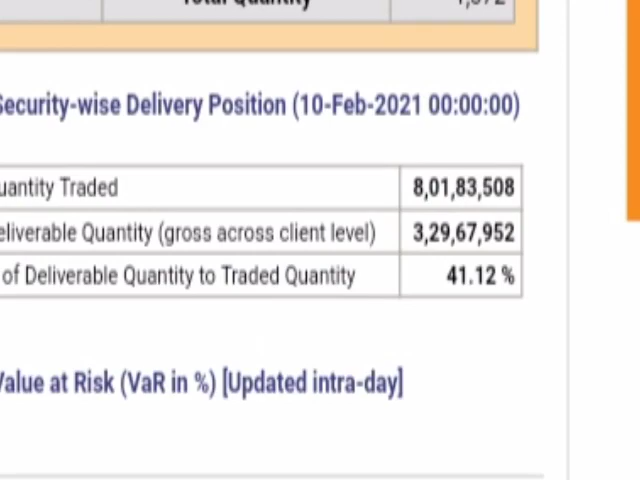 Total Quantity
Security-wise Delivery Position (10-Feb-2021 00:00:00)
uantity Traded 8,01,83,508
eliverable Quantity (gross across client level) 3,29,67,952
of Deliverable Quantity to Traded Quantity 41.12 %
Value at Risk (VaR in %) [Updated intra-day]